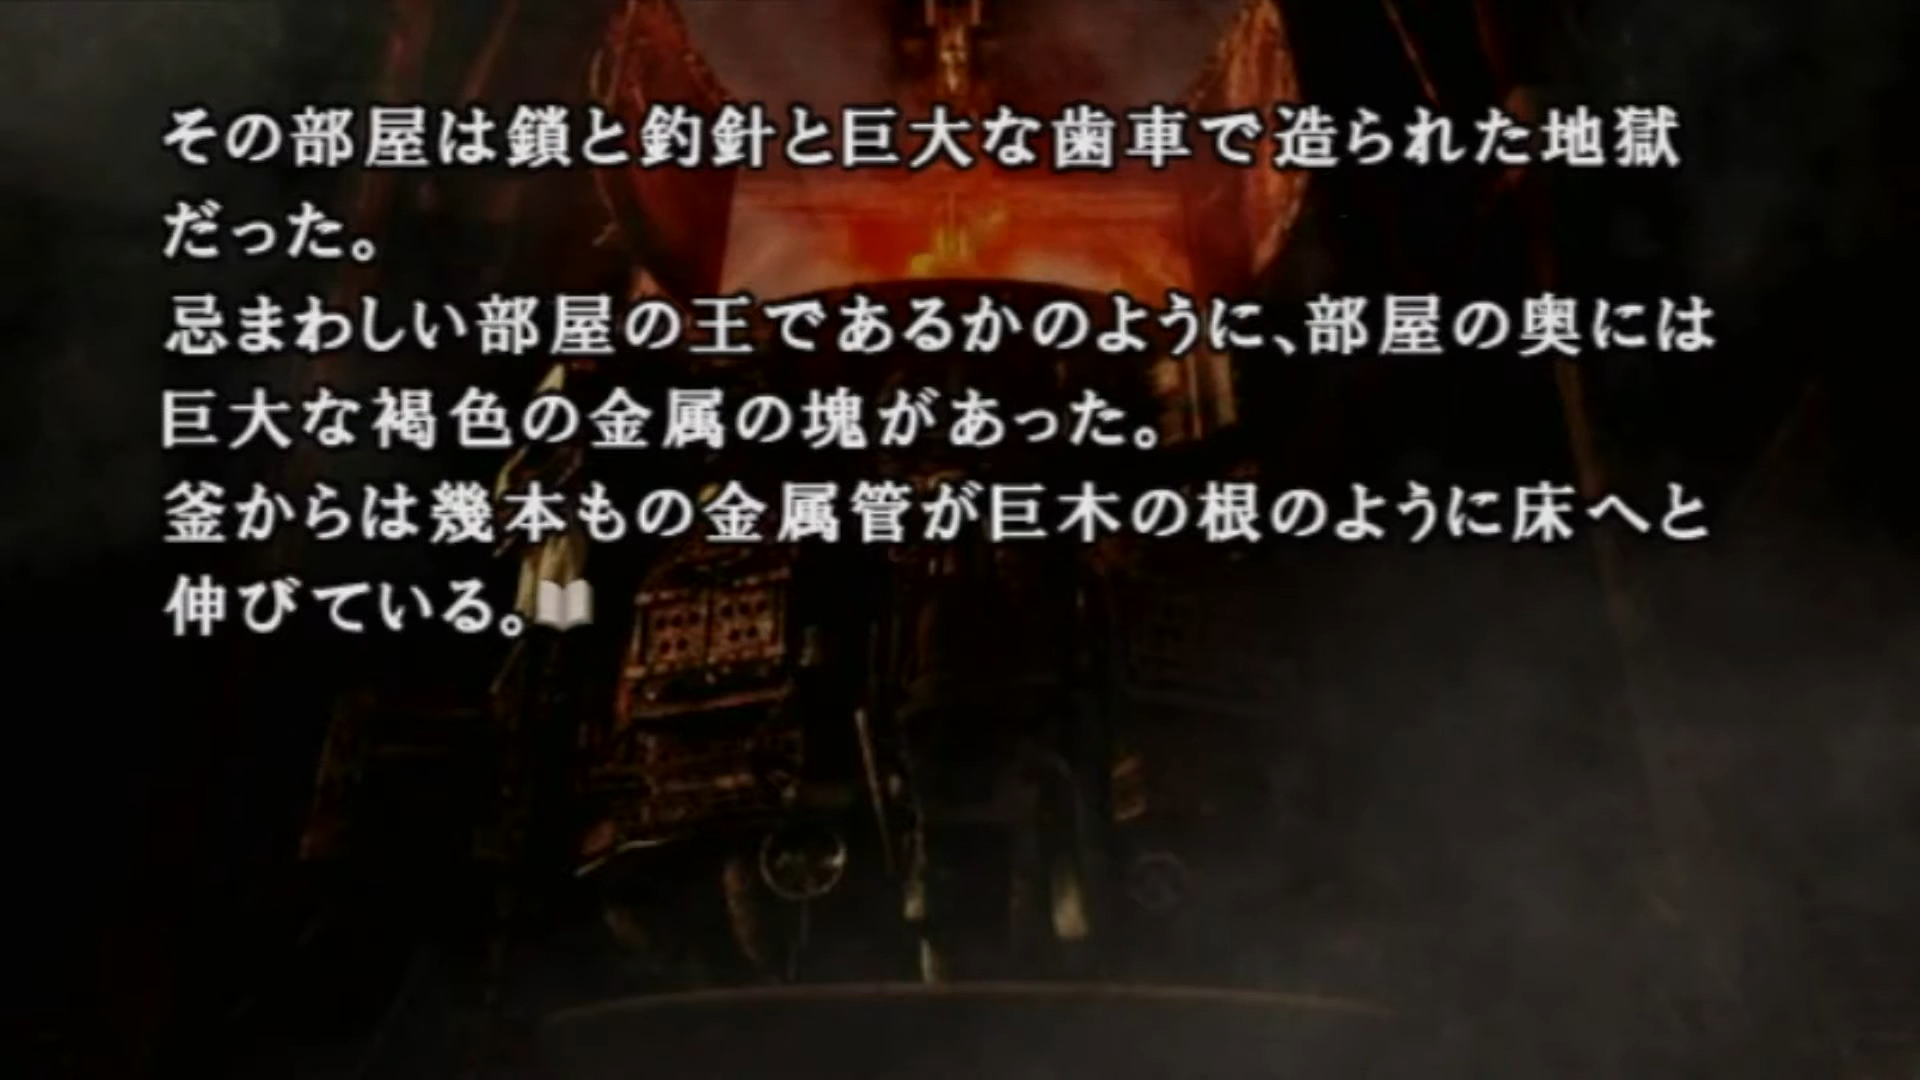 その部屋は鎖と釣針と巨大な歯車で造られた地獄
だった。
忌まわしい部屋の王であるかのように、部屋の奥には
巨大な褐色の金属の塊があった。
釜からは幾本もの金属管が巨木の根のように床へと
伸びている。